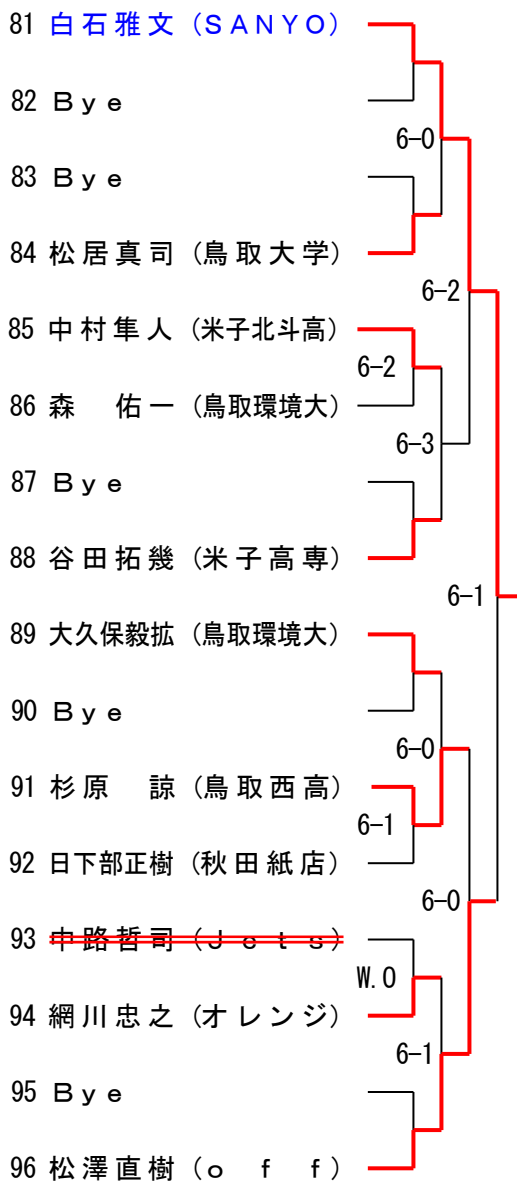 81 白石雅文 (SANYO)
82 Bye
6-0
83 Bye
84 松居真司 (鳥取大学)
6-2
85 中村隼人 (米子北斗高)
6-2
86 森 佑一 (鳥取環境大)
6-3
87 Bye
88 谷田拓幾 (米子高専)
6-1
89 大久保毅拡 (鳥取環境大)
90 Bye
6-0
91 杉原 諒 (鳥取西高)
6-1
92 日下部正樹 (秋田紙店)
6-0
93 中路哲司 (Jets)
W.O
94 網川忠之 (オレンジ)
6-1
95 Bye
96 松澤直樹 (off)